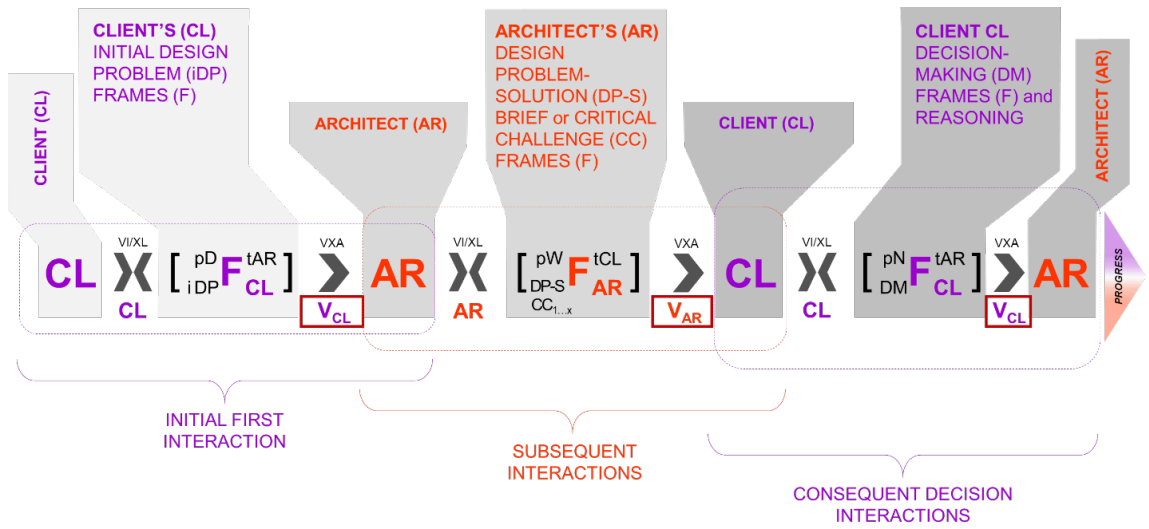 CLIENT (CL)
CLIENT'S (CL)
INITIAL DESIGN
PROBLEM (iDP)
FRAMES (F)
ARCHITECT (AR)
ARCHITECT'S (AR)
DESIGN
PROBLEM-
SOLUTION (DP-S)
BRIEF or CRITICAL
CHALLENGE (CC)
FRAMES (F)
CLIENT (CL)
CLIENT CL
DECISION-
MAKING (DM)
FRAMES (F) and
REASONING
ARCHITECT (AR)
CL
VI/XL
CL
[ pD F tAR ]
iDP CL
VXA
V_CL
AR
VI/XL
AR
[ pW F tCL ]
DP-S AR
CC1...x
VXA
V_AR
CL
VI/XL
CL
[ pN F tAR ]
DM CL
VXA
V_CL
AR
PROGRESS
INITIAL FIRST
INTERACTION
SUBSEQUENT
INTERACTIONS
CONSEQUENT DECISION
INTERACTIONS